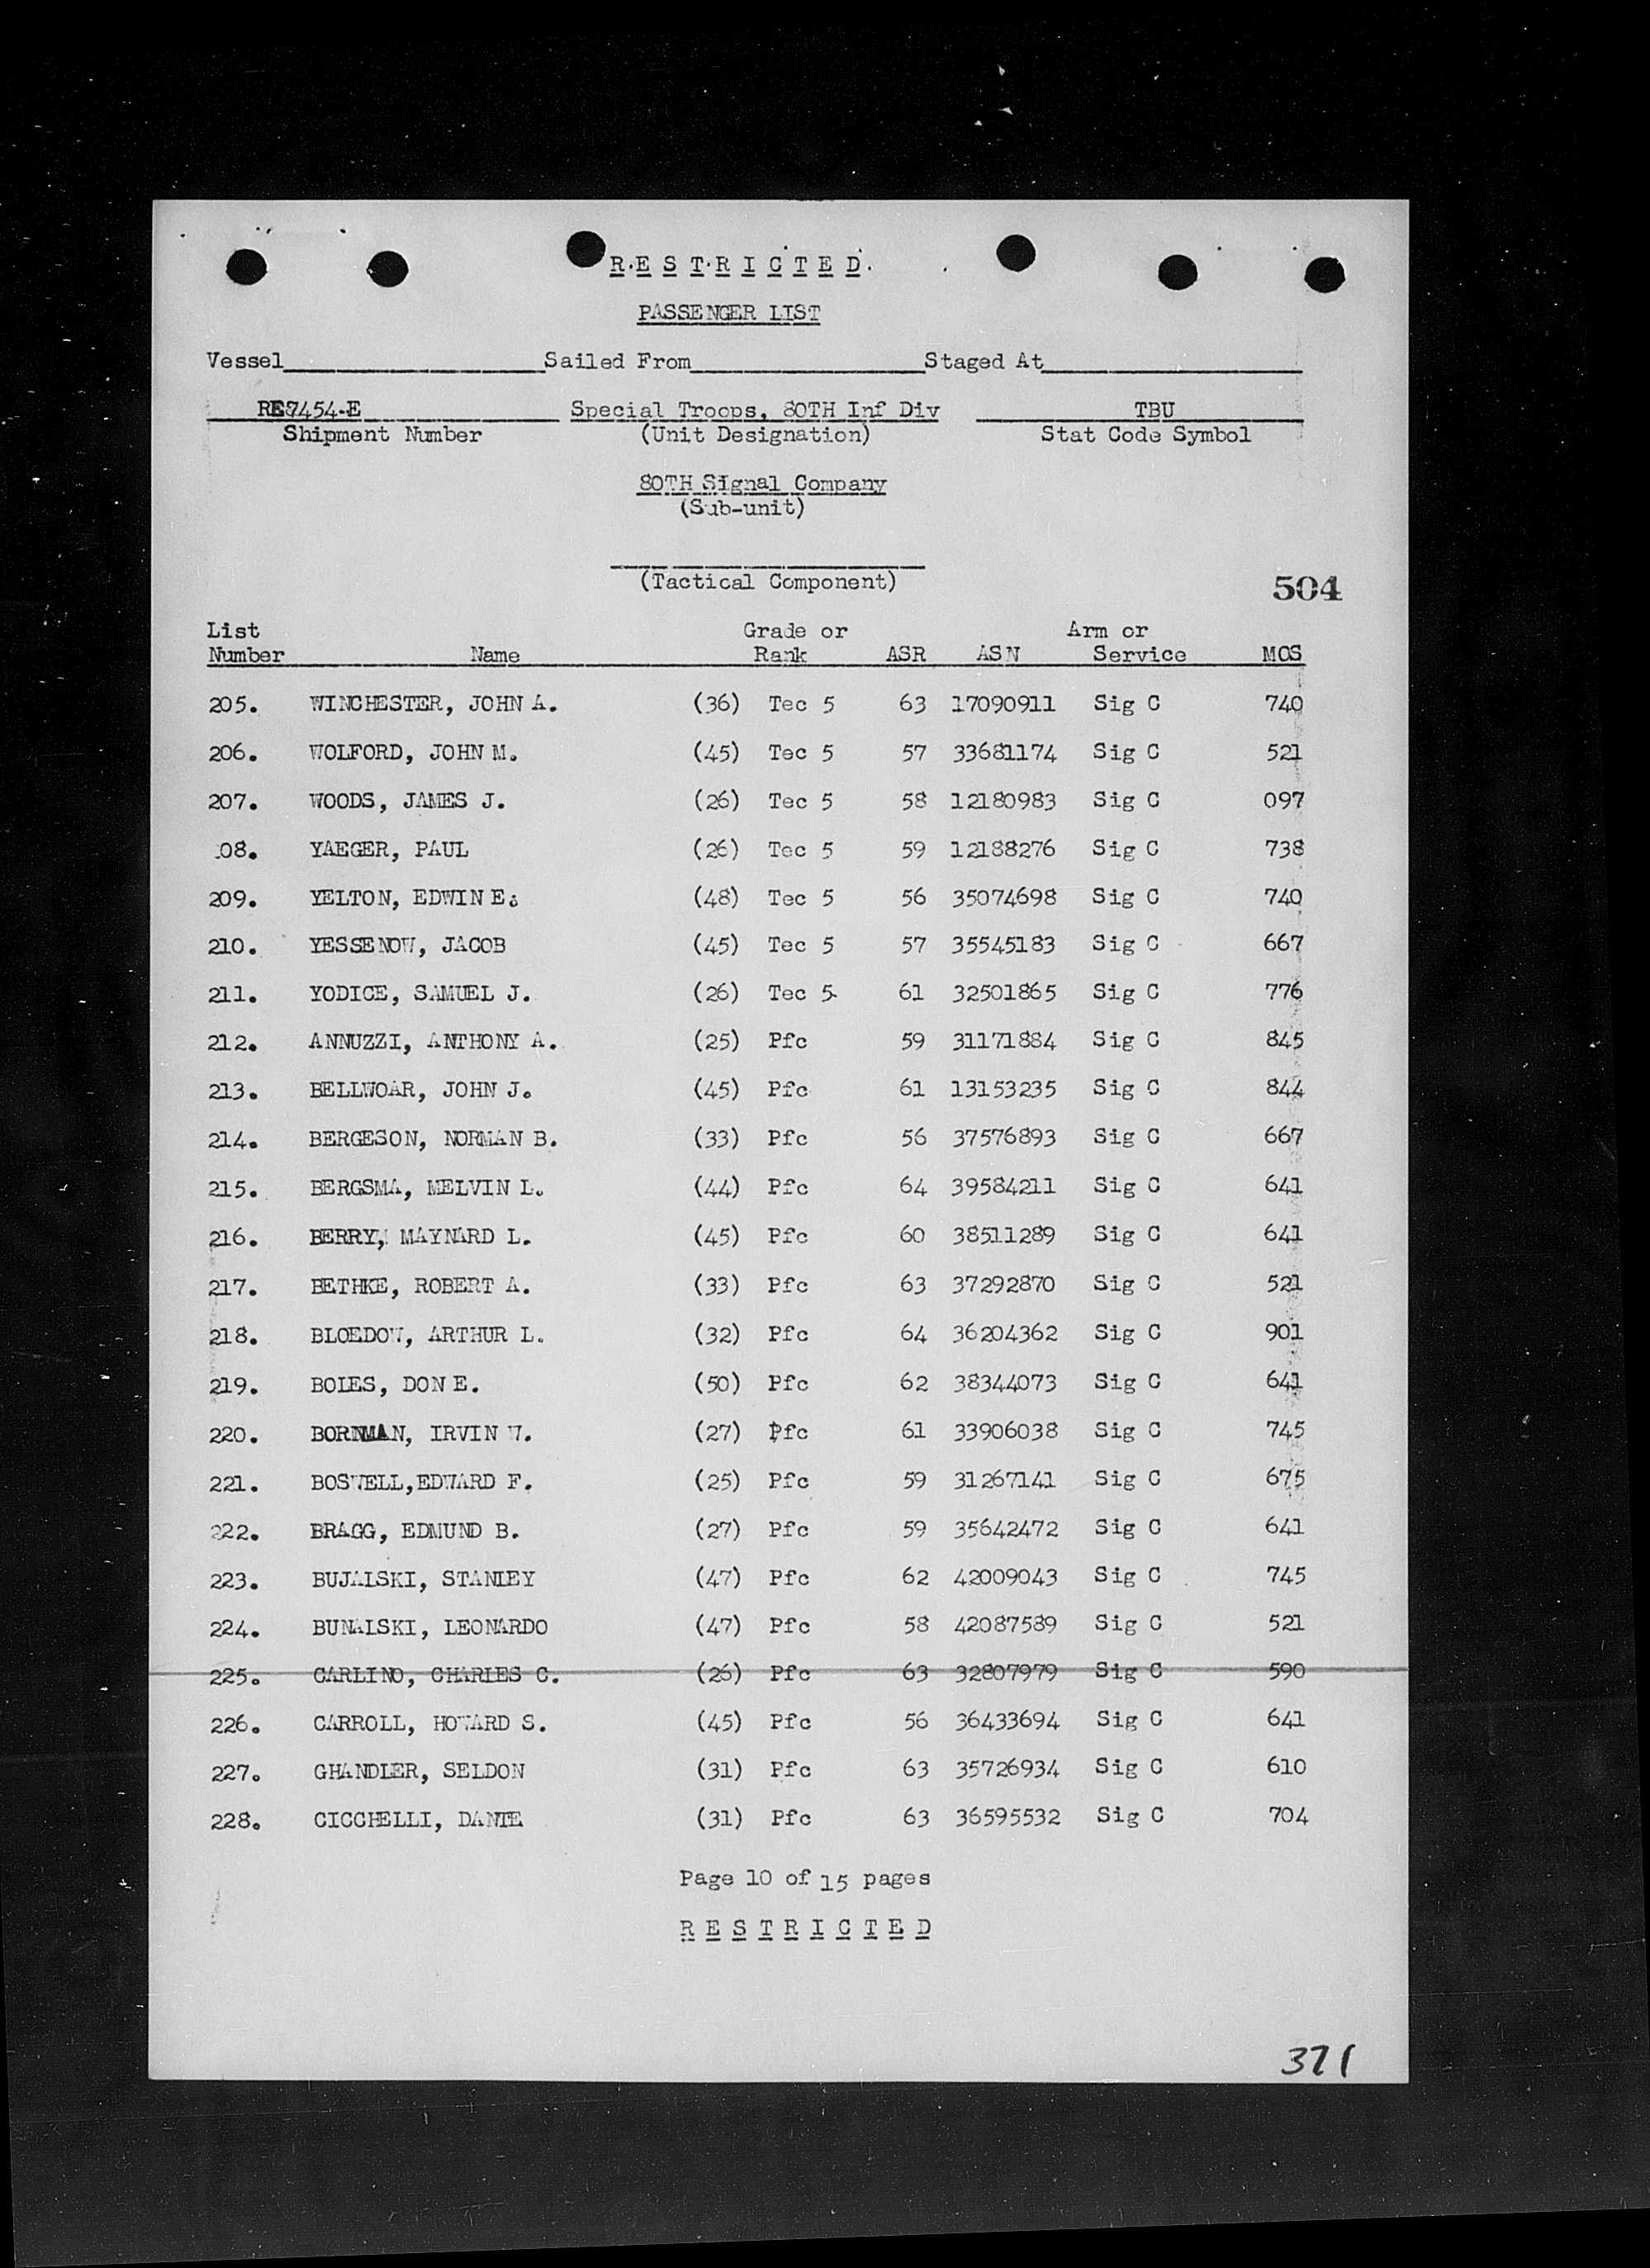 RESTRICTED
PASSENGER LIST
Vessel Sailed From Staged At
RE87454-E Special Troops, 80TH Inf Div TBU
Shipment Number (Unit Designation) Stat Code Symbol
80TH SIgnal Company
(Sub-unit)
(Tactical Component)
504
List Grade or Arm or
Number Name Rank ASR ASN Service MOS
205. WINCHESTER, JOHN A. (36) Tec 5 63 17090911 Sig C 740
206. WOLFORD, JOHN M. (45) Tec 5 57 33681174 Sig C 521
207. WOODS, JAMES J. (26) Tec 5 58 12180983 Sig C 097
08. YAEGER, PAUL (26) Tec 5 59 12188276 Sig C 738
209. YELTON, EDWIN E. (48) Tec 5 56 35074698 Sig C 740
210. YESSENOW, JACOB (45) Tec 5 57 35545183 Sig C 667
211. YODICE, SAMUEL J. (26) Tec 5 61 32501865 Sig C 776
212. ANNUZZI, ANTHONY A. (25) Pfc 59 31171884 Sig C 845
213. BELLWOAR, JOHN J. (45) Pfc 61 13153235 Sig C 844
214. BERGESON, NORMAN B. (33) Pfc 56 37576893 Sig C 667
215. BERGSMA, MELVIN L. (44) Pfc 64 39584211 Sig C 641
216. BERRY, MAYNARD L. (45) Pfc 60 38511289 Sig C 641
217. BETHKE, ROBERT A. (33) Pfc 63 37292870 Sig C 521
218. BLOEDOW, ARTHUR L. (32) Pfc 64 36204362 Sig C 901
219. BOLES, DON E. (50) Pfc 62 38344073 Sig C 641
220. BORNMAN, IRVIN W. (27) Pfc 61 33906038 Sig C 745
221. BOSWELL,EDWARD F. (25) Pfc 59 31267141 Sig C 675
222. BRAGG, EDMUND B. (27) Pfc 59 35642472 Sig C 641
223. BUJALSKI, STANLEY (47) Pfc 62 42009043 Sig C 745
224. BUNALSKI, LEONARDO (47) Pfc 58 42087589 Sig C 521
225. CARLINO, CHARLES C. (26) Pfc 63 32807979 Sig C 590
226. CARROLL, HOWARD S. (45) Pfc 56 36433694 Sig C 641
227. GHANDLER, SELDON (31) Pfc 63 35726934 Sig C 610
228. CICCHELLI, DANTE (31) Pfc 63 36595532 Sig C 704
Page 10 of 15 pages
RESTRICTED
371